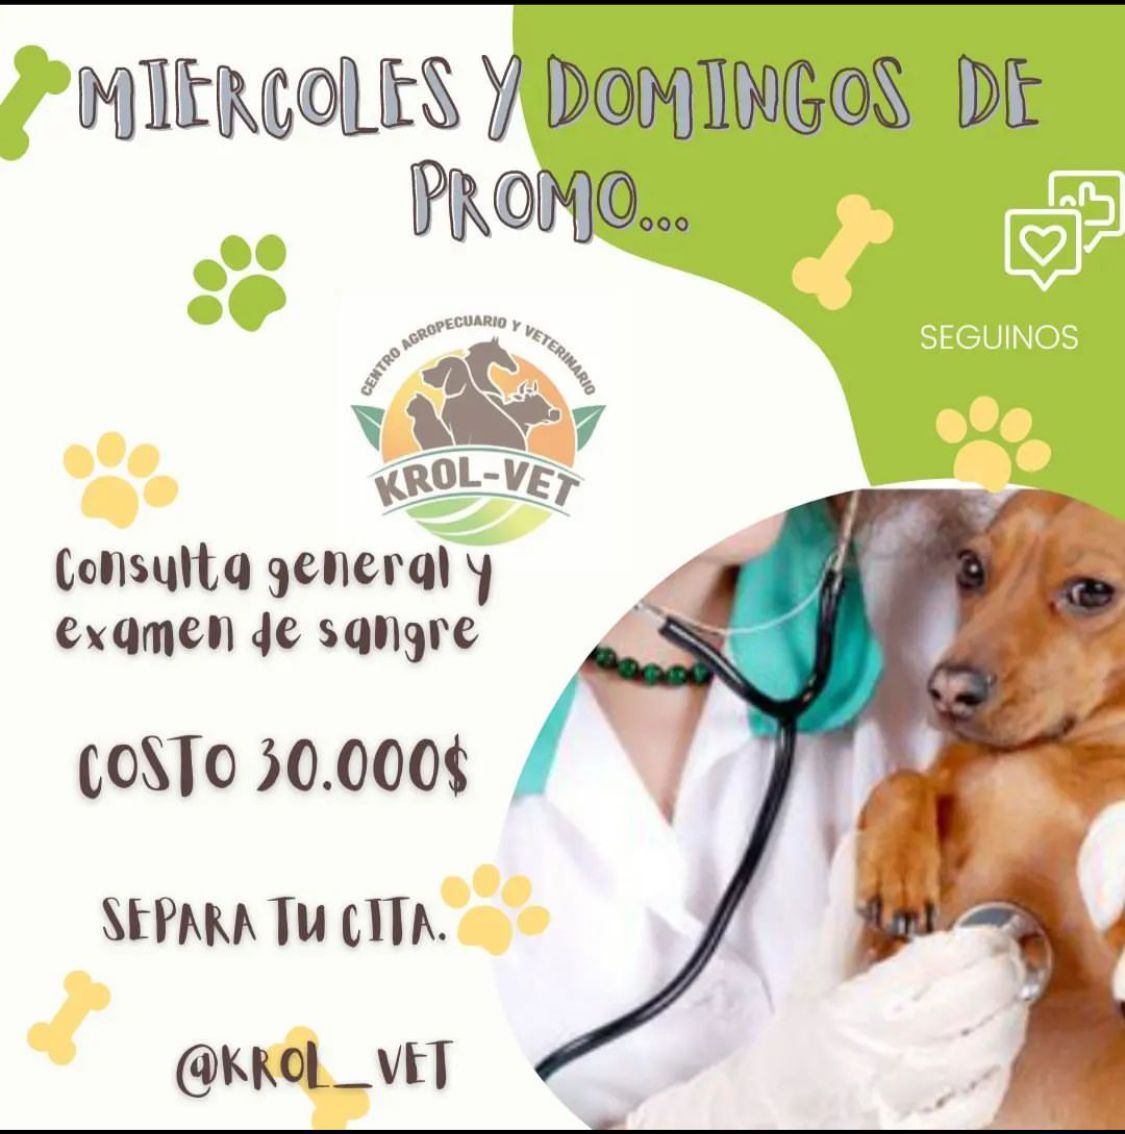 MIERCOLES Y DOMINGOS DE
PROMO...
SEGUINOS
CENTRO AGROPECUARIO Y VETERINARIO
KROL-VET
Consulta general y
examen de sangre
COSTO 30.000$
SEPARA TU CITA.
@KROL_VET